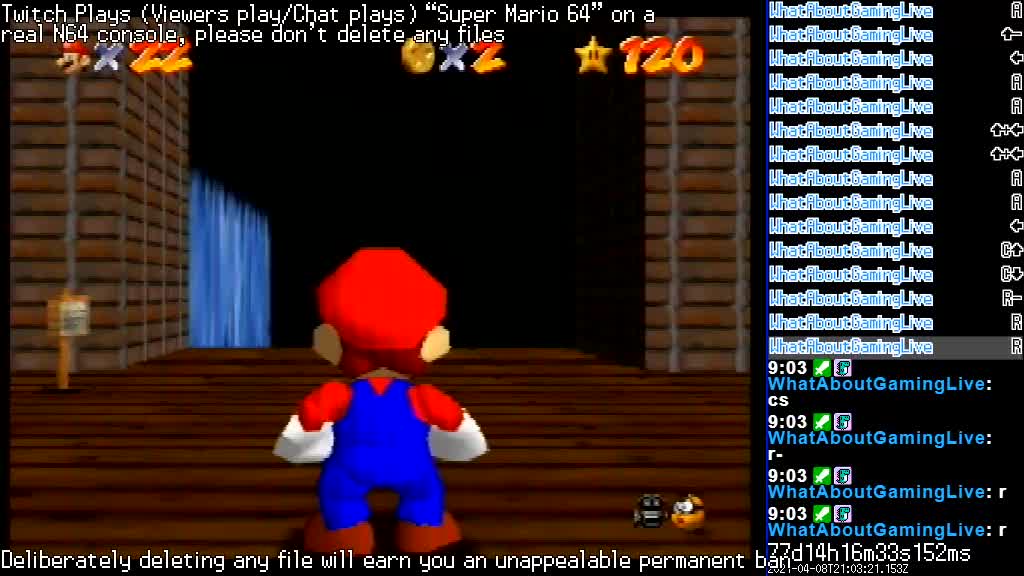 Twitch Plays (Viewers play/Chat plays) “Super Mario 64” on a
real N64 console, please don’t delete any files
X 22 X 2 120
WhatAboutGamingLive A
WhatAboutGamingLive ↑-
WhatAboutGamingLive ←
WhatAboutGamingLive A
WhatAboutGamingLive A
WhatAboutGamingLive ↑+←
WhatAboutGamingLive ↑+←
WhatAboutGamingLive A
WhatAboutGamingLive A
WhatAboutGamingLive ←
WhatAboutGamingLive C↑
WhatAboutGamingLive C↓
WhatAboutGamingLive R-
WhatAboutGamingLive R
WhatAboutGamingLive R
9:03
WhatAboutGamingLive:
cs
9:03
WhatAboutGamingLive:
r-
9:03
WhatAboutGamingLive: r
9:03
WhatAboutGamingLive: r
Deliberately deleting any file will earn you an unappealable permanent ban
77d14h16m33s152ms
2021-04-08T21:03:21.153Z